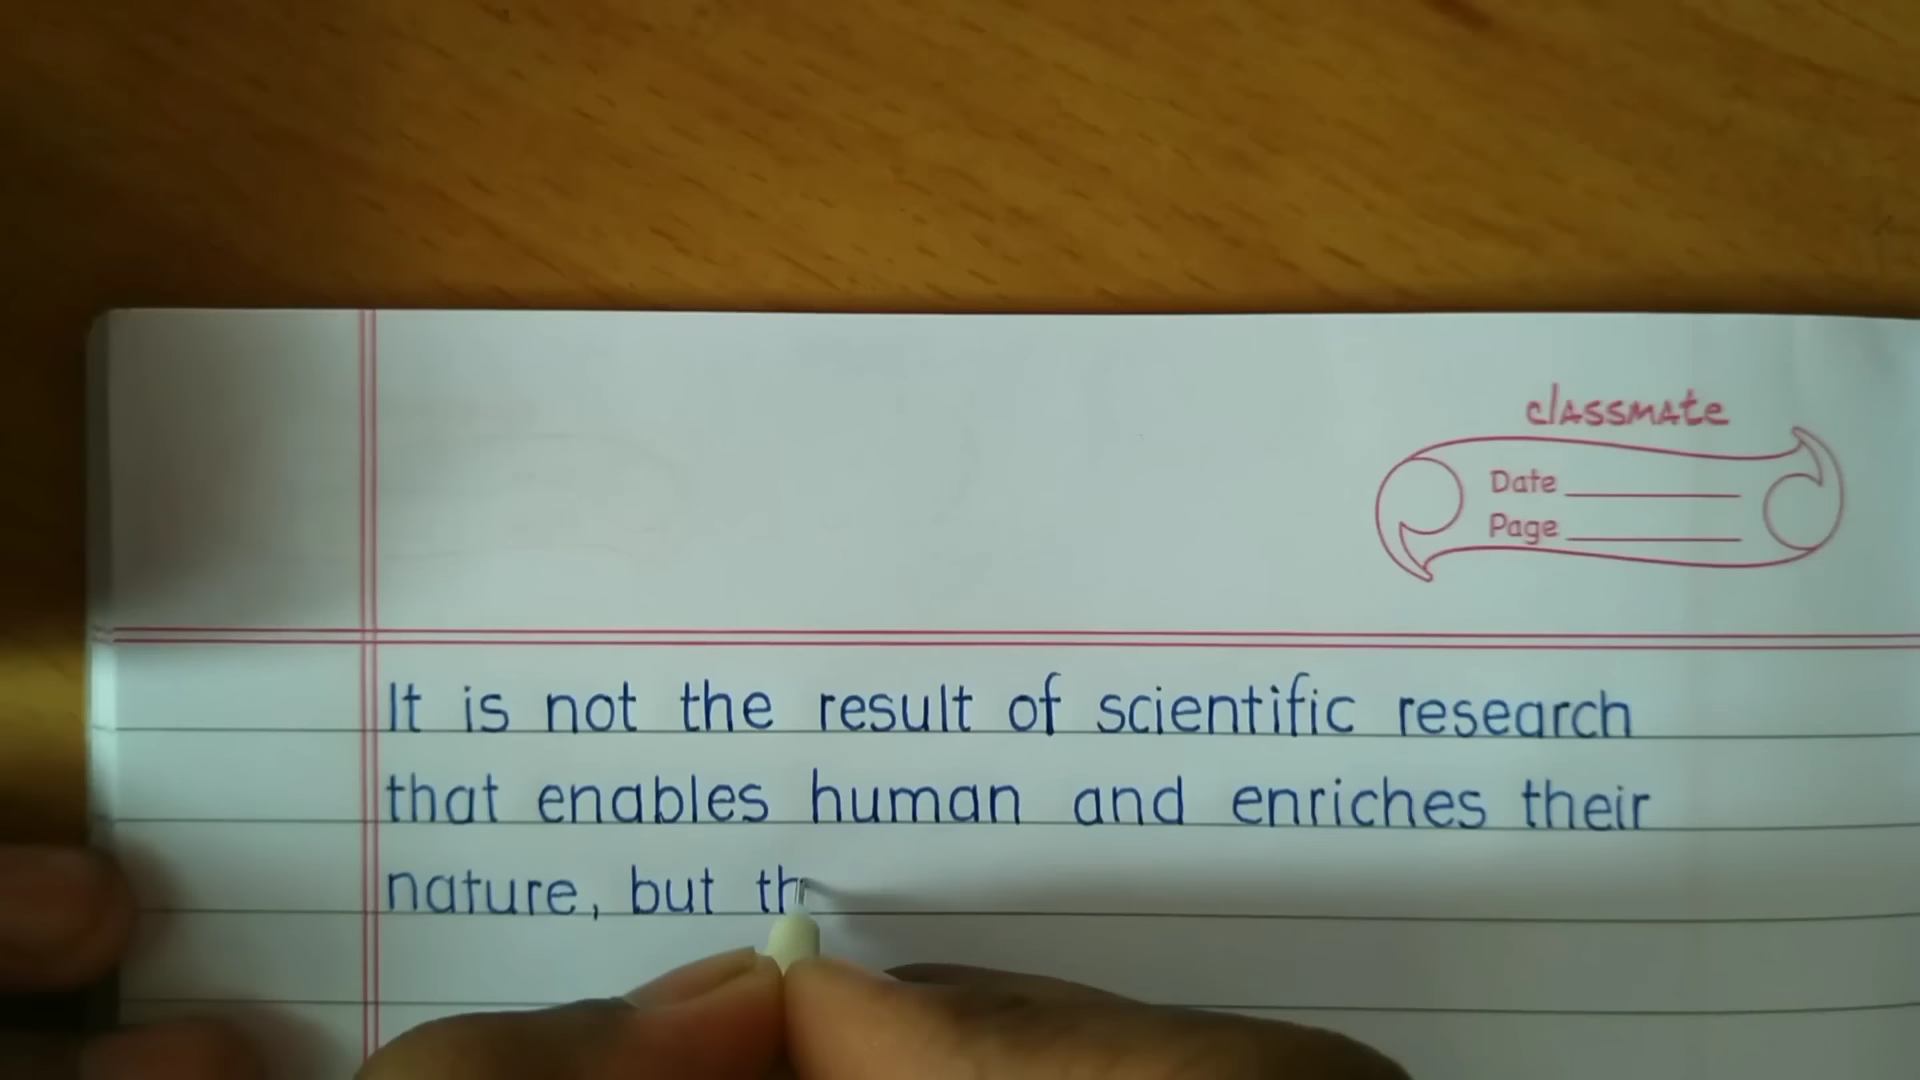 classmate
Date
Page
It is not the result of scientific research
that enables human and enriches their
nature, but th